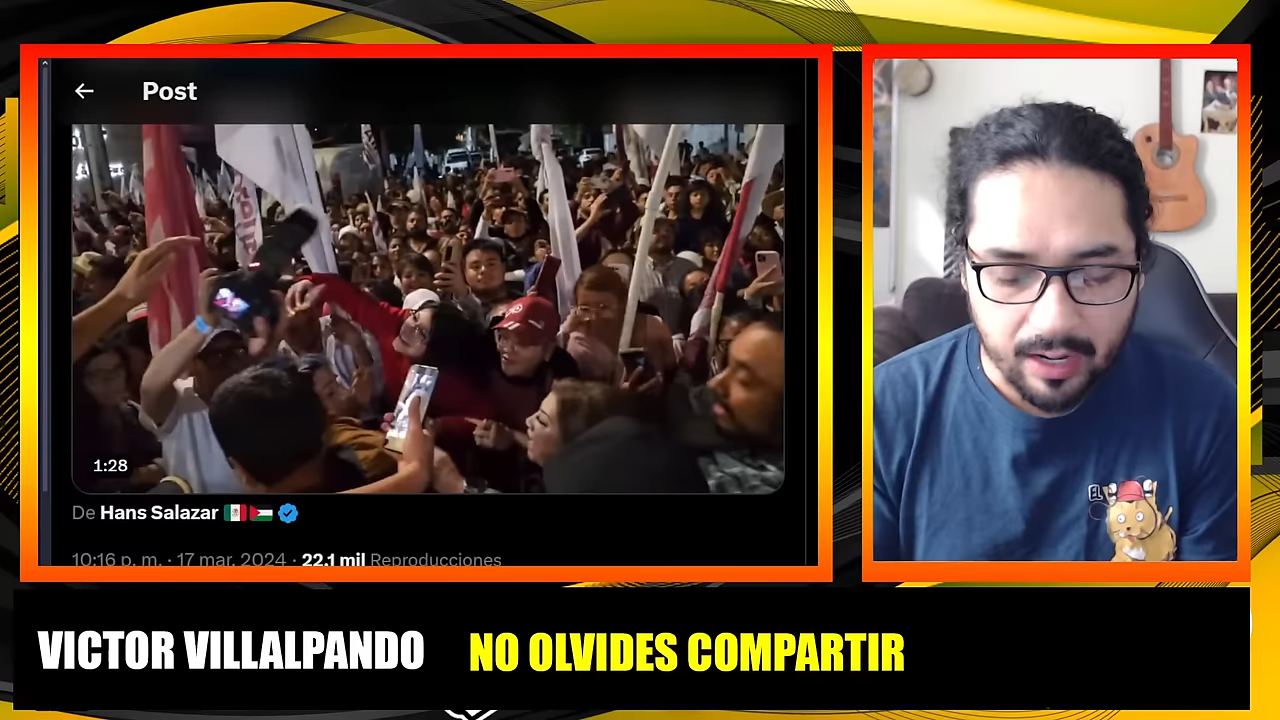 Post
1:28
De Hans Salazar
10:16 p. m. · 17 mar. 2024 · 22.1 mil Reproducciones
EL
VICTOR VILLALPANDO
NO OLVIDES COMPARTIR